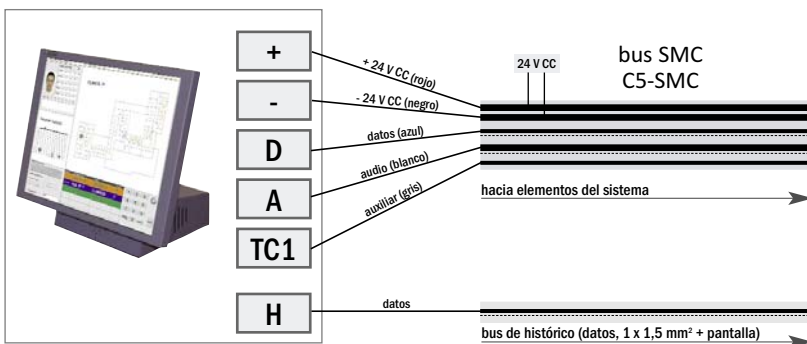 +
-
D
A
TC1
H
+ 24 V CC (rojo)
- 24 V CC (negro)
datos (azul)
audio (blanco)
auxiliar (gris)
datos
24 V CC
bus SMC
C5-SMC
hacia elementos del sistema
bus de histórico (datos, 1 x 1,5 mm² + pantalla)